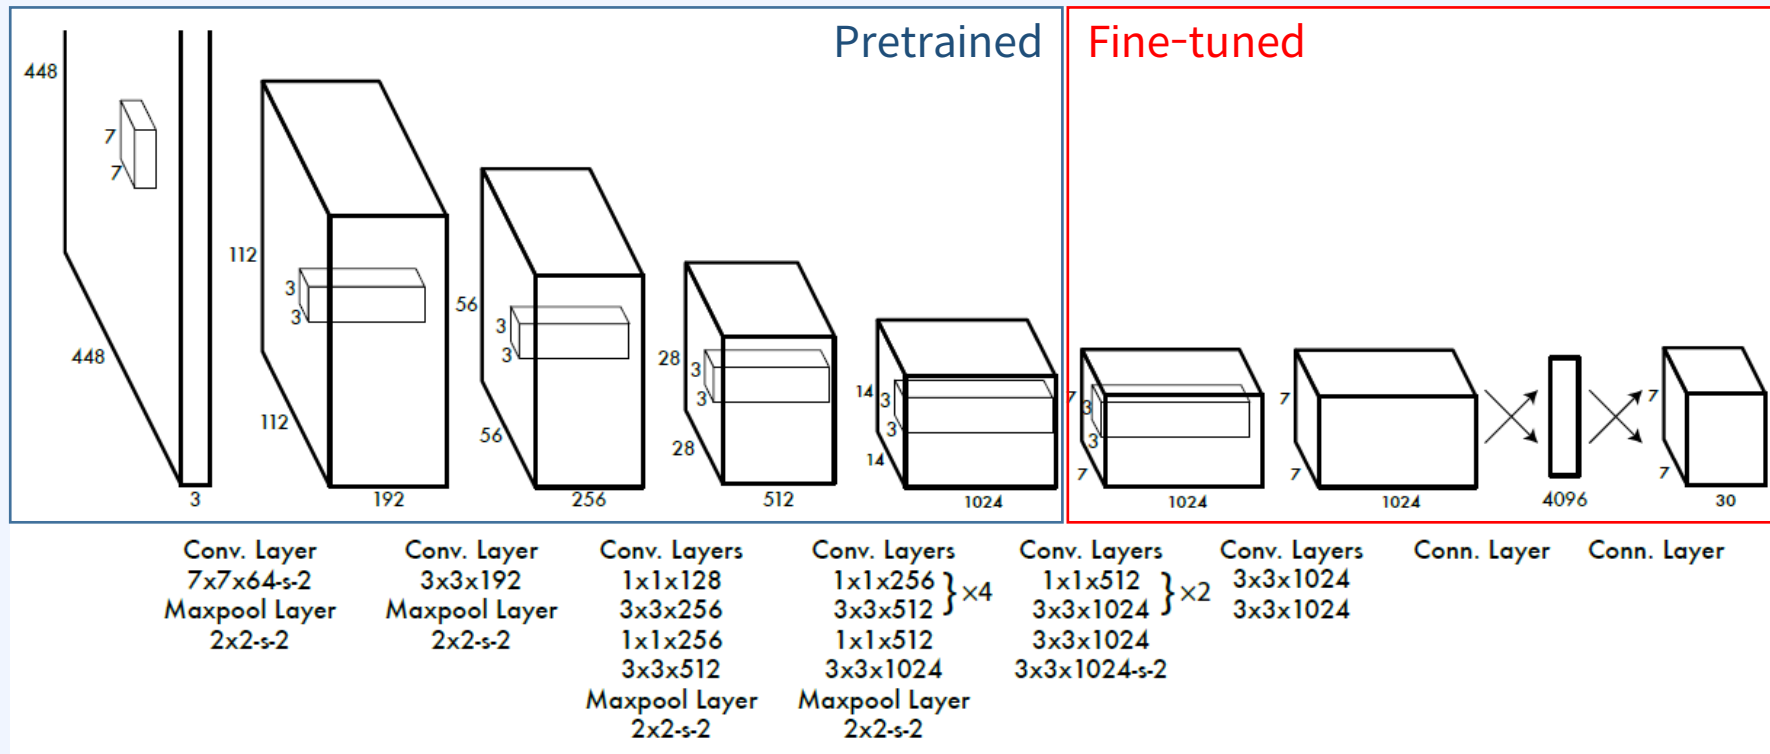 Pretrained
Fine-tuned
448
7
7
448
3
112
3
3
112
192
56
3
3
56
256
28
3
3
28
512
14
3
3
14
1024
7
3
3
7
1024
7
7
1024
4096
7
7
30
Conv. Layer
7x7x64-s-2
Maxpool Layer
2x2-s-2
Conv. Layer
3x3x192
Maxpool Layer
2x2-s-2
Conv. Layers
1x1x128
3x3x256
1x1x256
3x3x512
Maxpool Layer
2x2-s-2
Conv. Layers
1x1x256
3x3x512 } ×4
1x1x512
3x3x1024
Maxpool Layer
2x2-s-2
Conv. Layers
1x1x512
3x3x1024 } ×2
3x3x1024
3x3x1024-s-2
Conv. Layers
3x3x1024
3x3x1024
Conn. Layer
Conn. Layer